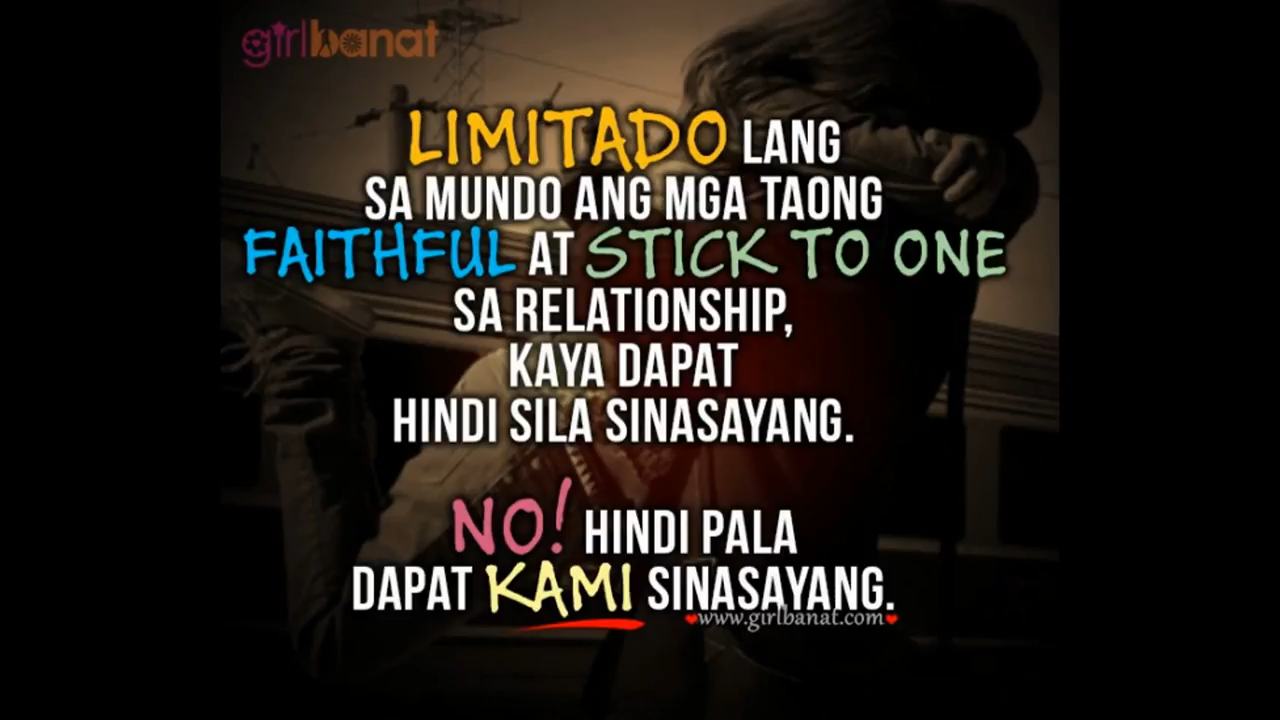 girlbanat
LIMITADO LANG
SA MUNDO ANG MGA TAONG
FAITHFUL AT STICK TO ONE
SA RELATIONSHIP,
KAYA DAPAT
HINDI SILA SINASAYANG.
NO! HINDI PALA
DAPAT KAMI SINASAYANG.
www.girlbanat.com